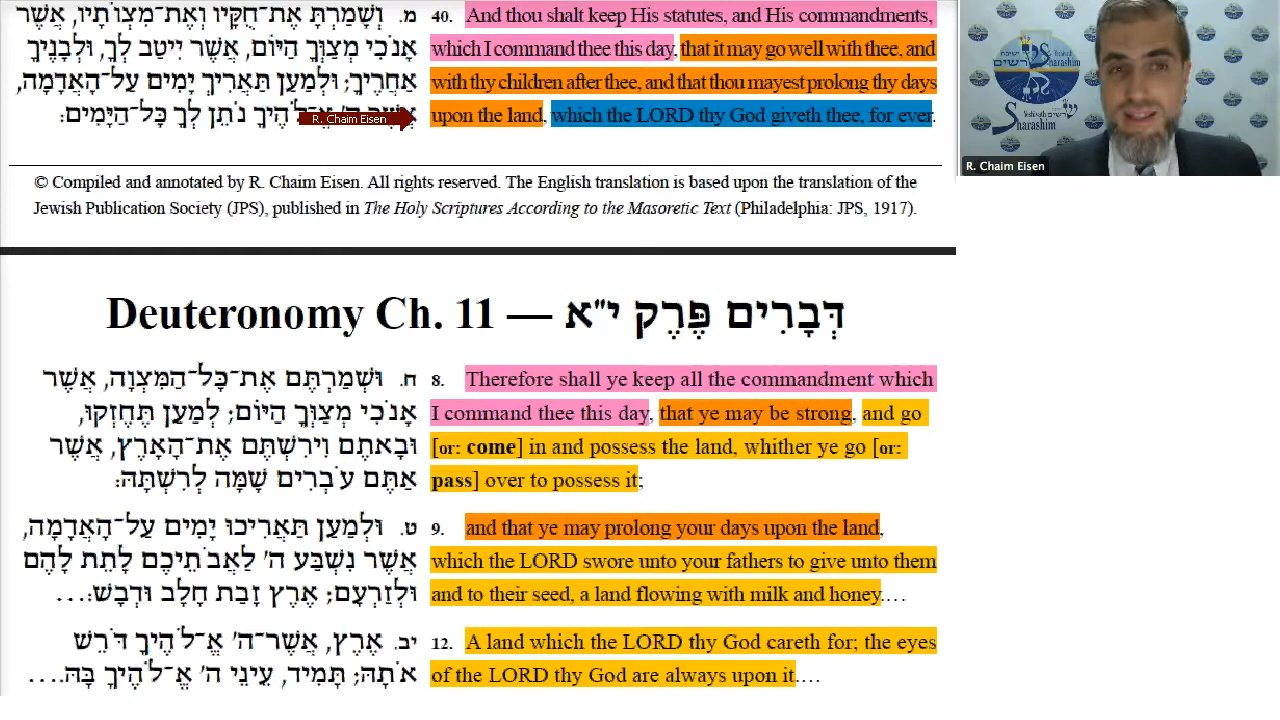 מ. וְשָׁמַרְתָּ אֶת־חֻקָּיו וְאֶת־מִצְוֹתָיו, אֲשֶׁר
אָנֹכִי מְצַוְּךָ הַיּוֹם, אֲשֶׁר יִיטַב לְךָ, וּלְבָנֶיךָ
אַחֲרֶיךָ; וּלְמַעַן תַּאֲרִיךְ יָמִים עַל־הָאֲדָמָה,
נֹתֵן לְךָ כָּל־הַיָּמִים:
R. Chaim Eisen
40. And thou shalt keep His statutes, and His commandments,
which I command thee this day, that it may go well with thee, and
with thy children after thee, and that thou mayest prolong thy days
upon the land, which the LORD thy God giveth thee, for ever.
© Compiled and annotated by R. Chaim Eisen. All rights reserved. The English translation is based upon the translation of the
Jewish Publication Society (JPS), published in The Holy Scriptures According to the Masoretic Text (Philadelphia: JPS, 1917).
Deuteronomy Ch. 11 — דְּבָרִים פֶּרֶק י"א
ח. וּשְׁמַרְתֶּם אֶת־כָּל־הַמִּצְוָה, אֲשֶׁר
אָנֹכִי מְצַוְּךָ הַיּוֹם; לְמַעַן תֶּחֶזְקוּ,
וּבָאתֶם וִירִשְׁתֶּם אֶת־הָאָרֶץ, אֲשֶׁר
אַתֶּם עֹבְרִים שָׁמָּה לְרִשְׁתָּהּ:
8. Therefore shall ye keep all the commandment which
I command thee this day, that ye may be strong, and go
[or: come] in and possess the land, whither ye go [or:
pass] over to possess it;
ט. וּלְמַעַן תַּאֲרִיכוּ יָמִים עַל־הָאֲדָמָה,
אֲשֶׁר נִשְׁבַּע ה' לַאֲבֹתֵיכֶם לָתֵת לָהֶם
וּלְזַרְעָם; אֶרֶץ זָבַת חָלָב וּדְבָשׁ:…
9. and that ye may prolong your days upon the land,
which the LORD swore unto your fathers to give unto them
and to their seed, a land flowing with milk and honey.…
יב. אֶרֶץ, אֲשֶׁר־ה' אֱ־לֹהֶיךָ דֹּרֵשׁ
אֹתָהּ; תָּמִיד, עֵינֵי ה' אֱ־לֹהֶיךָ בָּהּ.…
12. A land which the LORD thy God careth for; the eyes
of the LORD thy God are always upon it.…
Yeshivath
Sharashim
R. Chaim Eisen